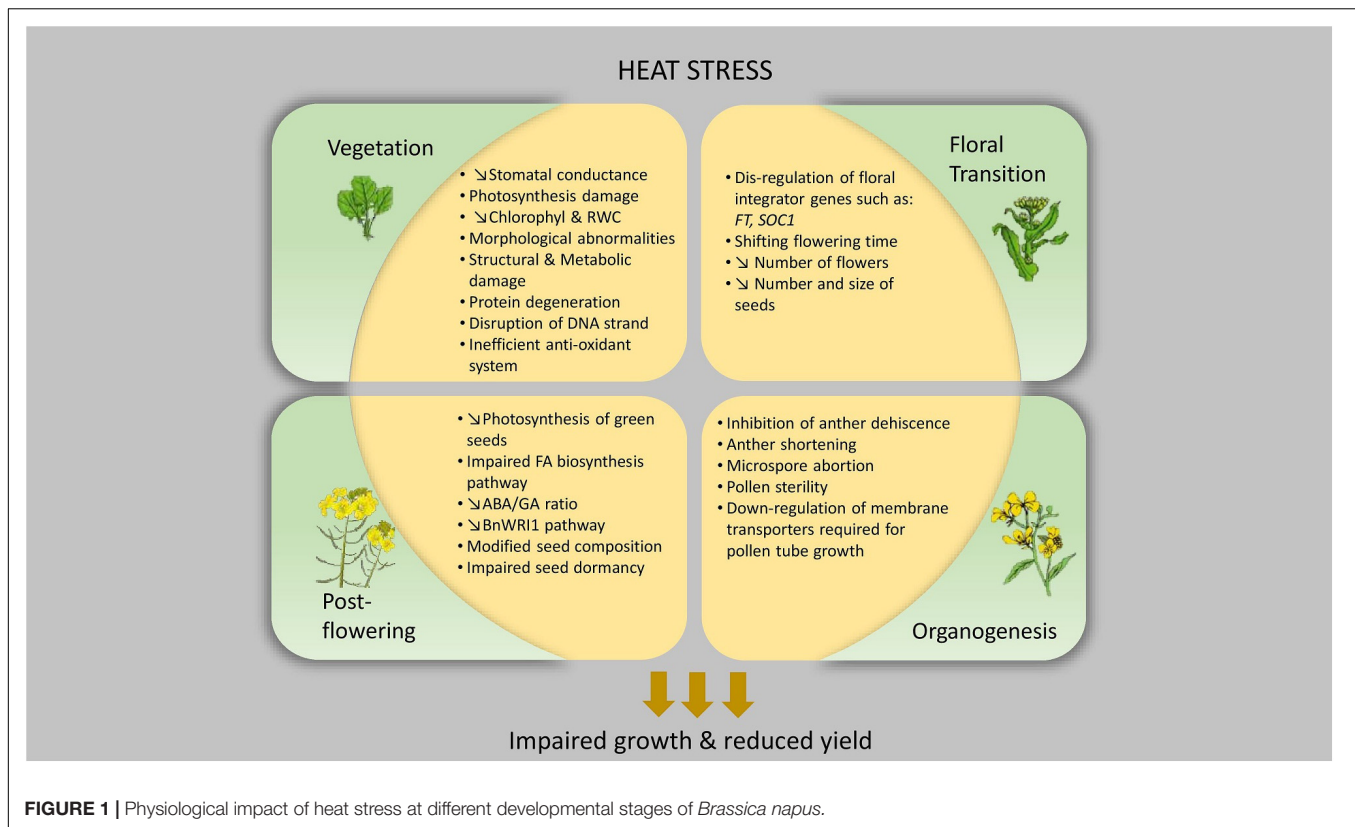 HEAT STRESS
Vegetation
• ↘Stomatal conductance
• Photosynthesis damage
• ↘Chlorophyl & RWC
• Morphological abnormalities
• Structural & Metabolic
damage
• Protein degeneration
• Disruption of DNA strand
• Inefficient anti-oxidant
system
Floral
Transition
• Dis-regulation of floral
integrator genes such as:
FT, SOC1
• Shifting flowering time
• ↘ Number of flowers
• ↘ Number and size of
seeds
Post-
flowering
• ↘Photosynthesis of green
seeds
• Impaired FA biosynthesis
pathway
• ↘ABA/GA ratio
• ↘BnWRI1 pathway
• Modified seed composition
• Impaired seed dormancy
Organogenesis
• Inhibition of anther dehiscence
• Anther shortening
• Microspore abortion
• Pollen sterility
• Down-regulation of membrane
transporters required for
pollen tube growth
Impaired growth & reduced yield
FIGURE 1 | Physiological impact of heat stress at different developmental stages of Brassica napus.